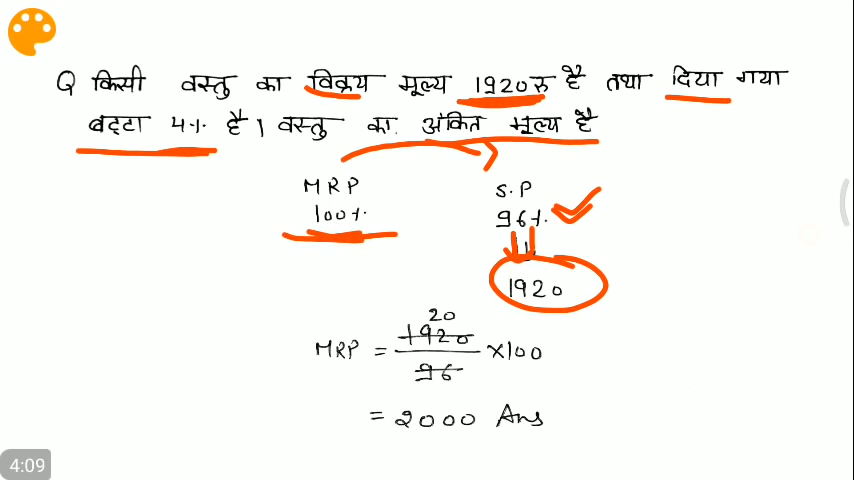 Q किसी वस्तु का विक्रय मूल्य 1920 रु है तथा दिया गया
बट्टा 4% है। वस्तु का अंकित मूल्य है
MRP S.P
100% 96%
1920
20
MRP = 1920/96 ×100
= 2000 Ans
4:09